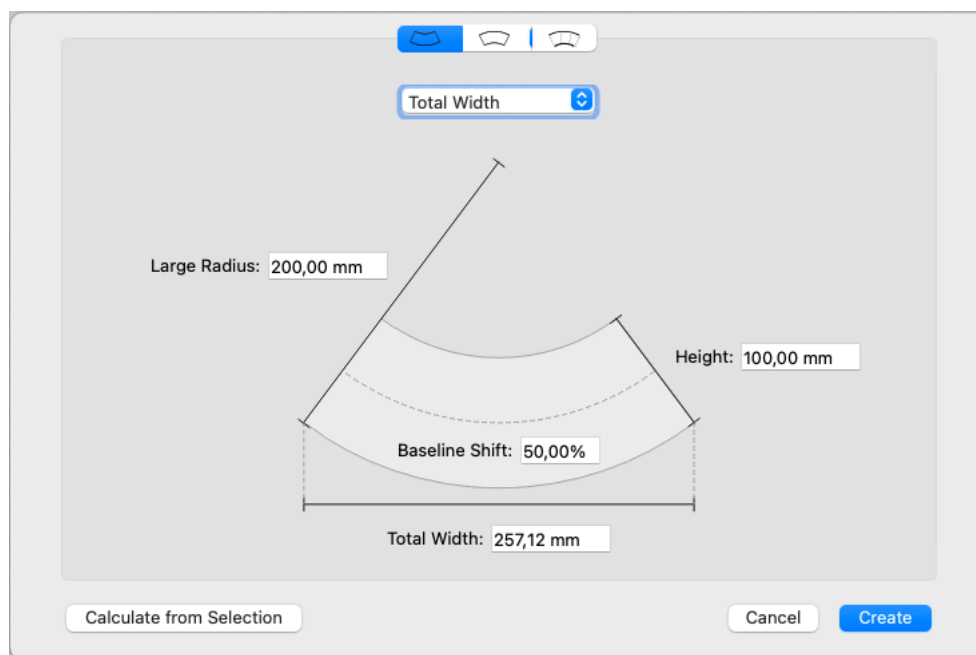 Total Width
Large Radius: 200,00 mm
Height: 100,00 mm
Baseline Shift: 50,00%
Total Width: 257,12 mm
Calculate from Selection
Cancel
Create